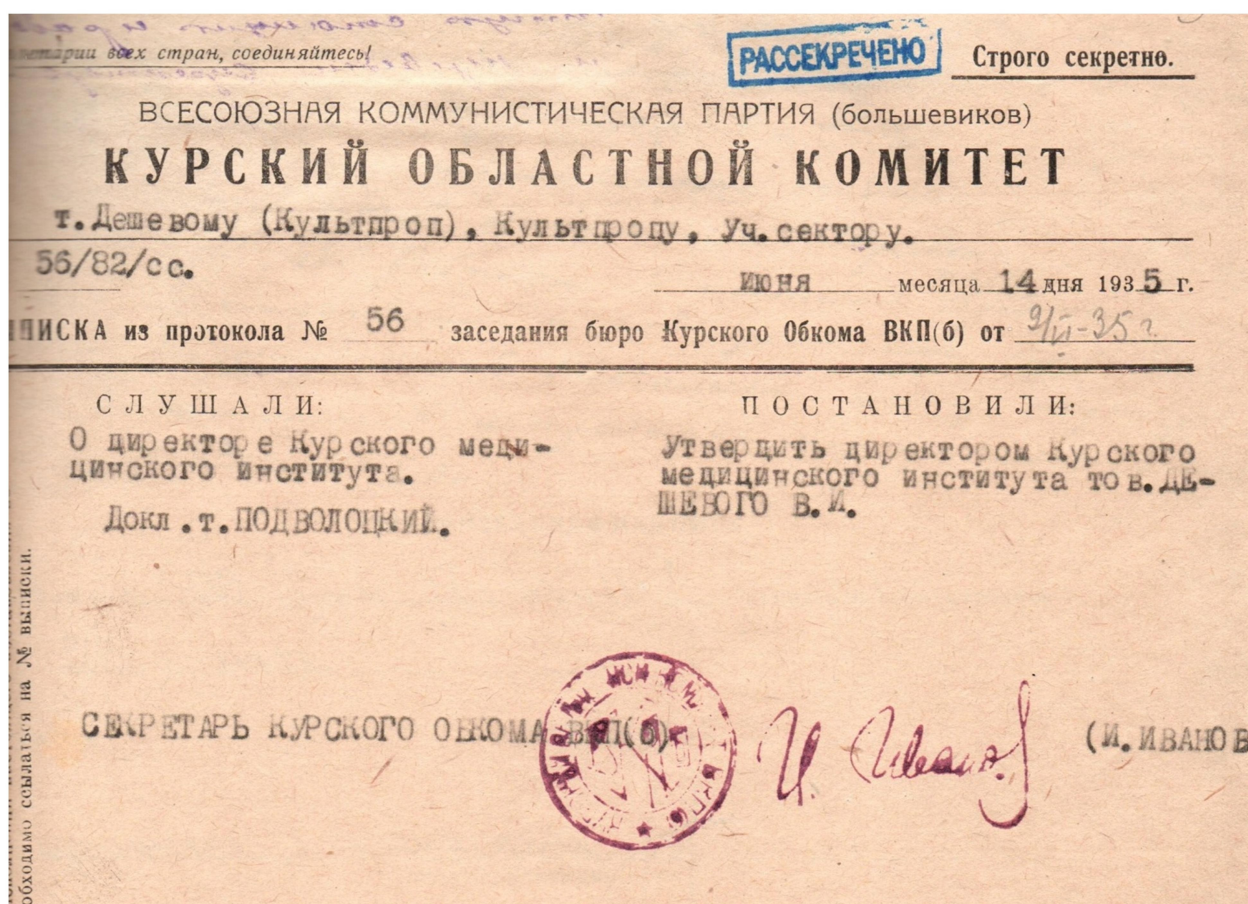 всех стран, соединяйтесь!
РАССЕКРЕЧЕНО
Строго секретно.
ВСЕСОЮЗНАЯ КОММУНИСТИЧЕСКАЯ ПАРТИЯ (большевиков)
КУРСКИЙ ОБЛАСТНОЙ КОМИТЕТ
т.Дешевому (Культпроп), Культпропу, Уч.сектору.
56/82/сс.
июня месяца 14 дня 1935 г.
ПИСКА из протокола № 56 заседания бюро Курского Обкома ВКП(б) от 9/VI-35 г.
СЛУШАЛИ:
О директоре Курского меди-
цинского института.
Докл.т.ПОДВОЛОЦКИЙ.
ПОСТАНОВИЛИ:
Утвердить директором Курского
медицинского института тов.ДЕ-
ШЕВОГО В.И.
СЕКРЕТАРЬ КУРСКОГО ОБКОМА ВКП(б)
И. Иванов
(И.ИВАНОВ
обходимо ссылаться на № выписки.